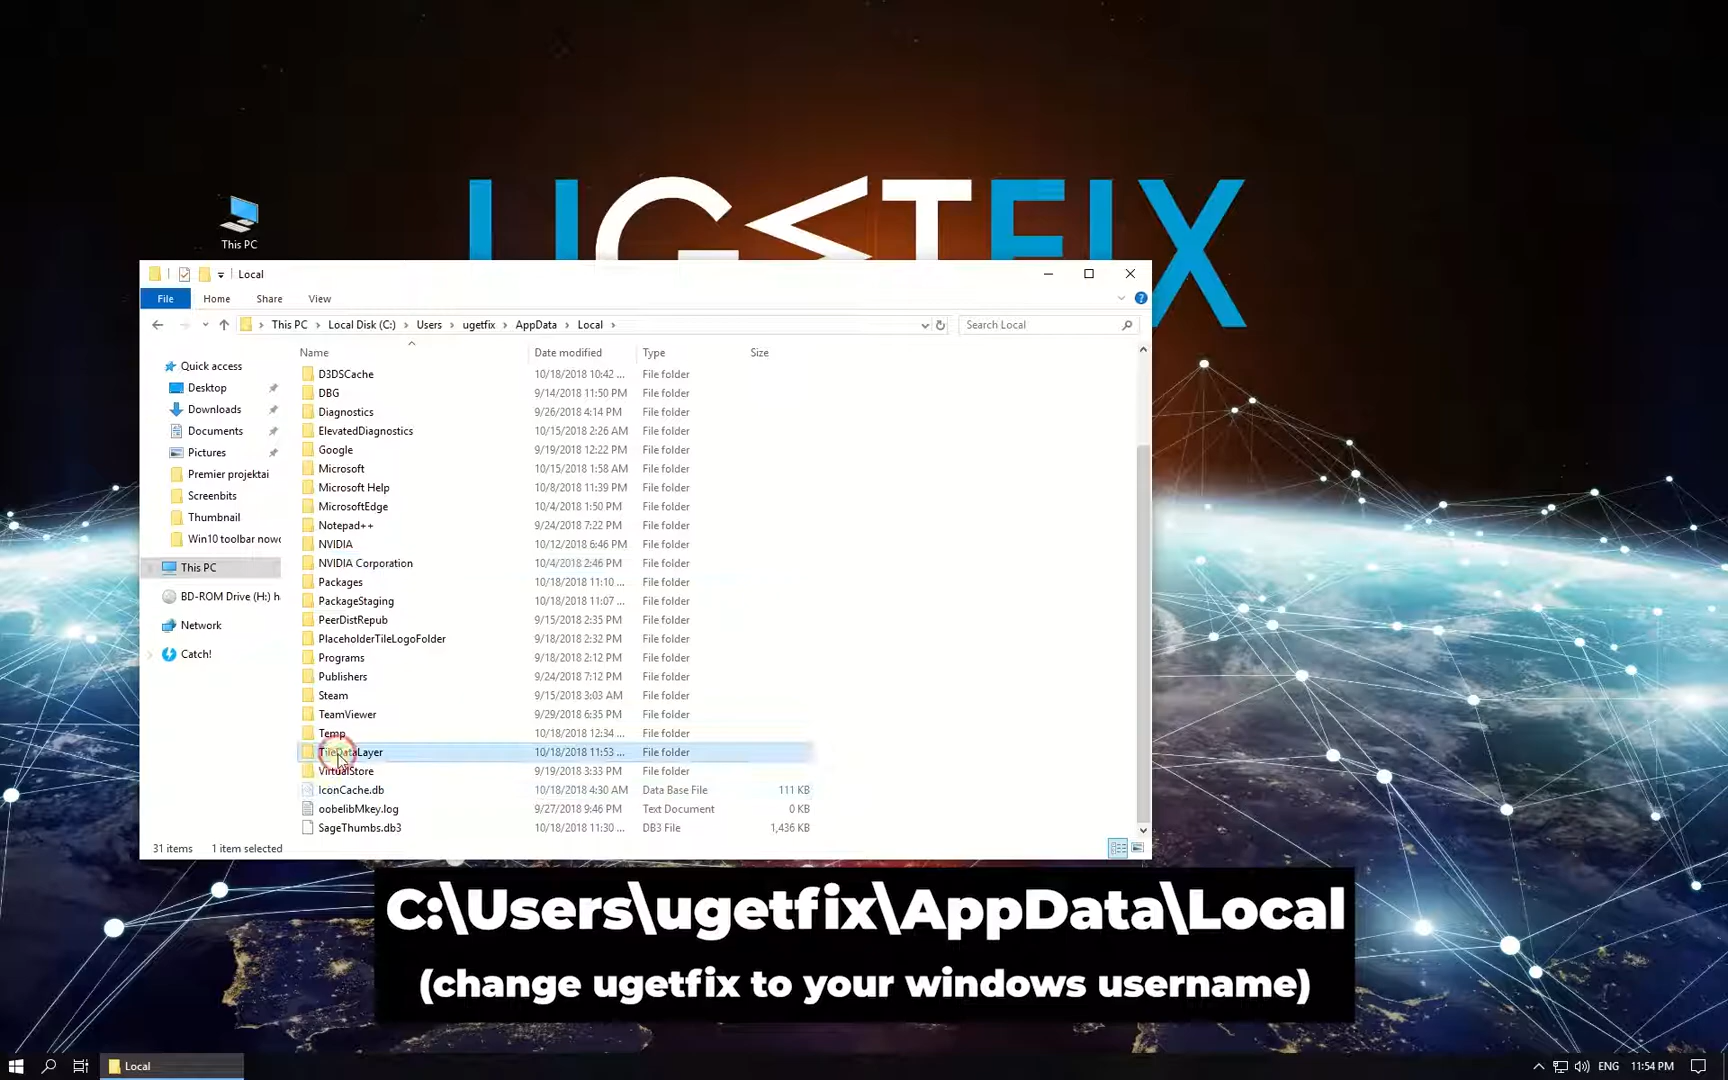 UG<TFIX
This PC
Local
File Home Share View
This PC Local Disk (C:) Users ugetfix AppData Local
Search Local
Name Date modified Type Size
D3DSCache 10/18/2018 10:42 ... File folder
DBG 9/14/2018 11:50 PM File folder
Diagnostics 9/26/2018 4:14 PM File folder
ElevatedDiagnostics 10/15/2018 2:26 AM File folder
Google 9/19/2018 12:22 PM File folder
Microsoft 10/15/2018 1:58 AM File folder
Microsoft Help 10/8/2018 11:39 PM File folder
MicrosoftEdge 10/4/2018 1:50 PM File folder
Notepad++ 9/24/2018 7:22 PM File folder
NVIDIA 10/12/2018 6:46 PM File folder
NVIDIA Corporation 10/4/2018 2:46 PM File folder
Packages 10/18/2018 11:10 ... File folder
PackageStaging 10/18/2018 11:07 ... File folder
PeerDistRepub 9/15/2018 2:35 PM File folder
PlaceholderTileLogoFolder 9/18/2018 2:32 PM File folder
Programs 9/18/2018 2:12 PM File folder
Publishers 9/24/2018 7:12 PM File folder
Steam 9/15/2018 3:03 AM File folder
TeamViewer 9/29/2018 6:35 PM File folder
Temp 10/18/2018 12:34 ... File folder
TileDataLayer 10/18/2018 11:53 ... File folder
VirtualStore 9/19/2018 3:33 PM File folder
IconCache.db 10/18/2018 4:30 AM Data Base File 111 KB
oobelibMkey.log 9/27/2018 9:46 PM Text Document 0 KB
SageThumbs.db3 10/18/2018 11:30 ... DB3 File 1,436 KB
Quick access
Desktop
Downloads
Documents
Pictures
Premier projektai
Screenbits
Thumbnail
Win10 toolbar nowo
This PC
BD-ROM Drive (H:) h
Network
Catch!
31 items 1 item selected
C:\Users\ugetfix\AppData\Local
(change ugetfix to your windows username)
Local
ENG 11:54 PM